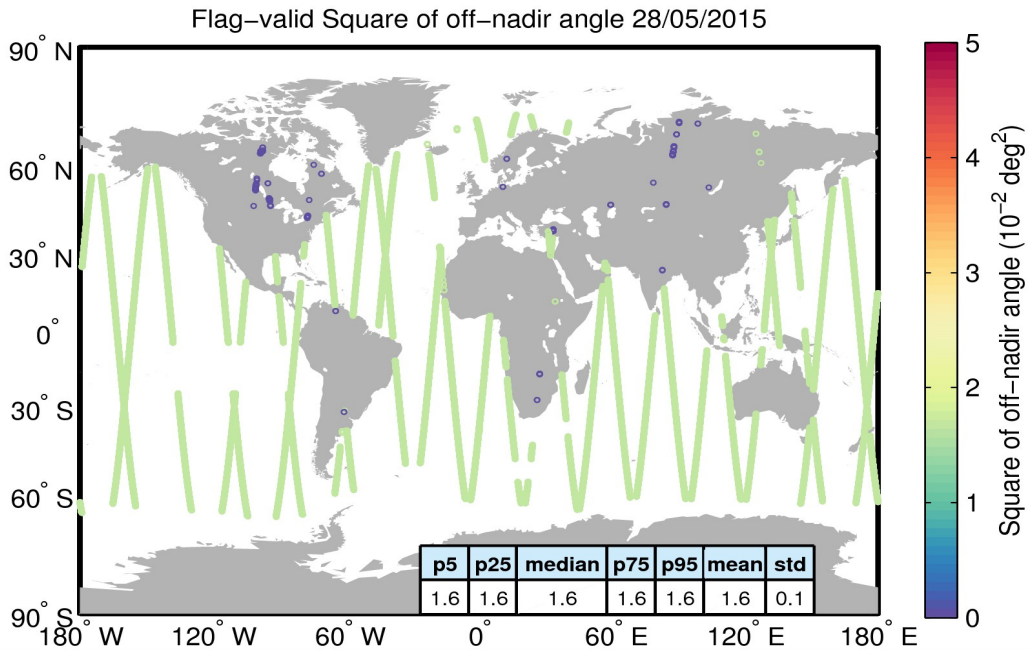 Flag−valid Square of off−nadir angle 28/05/2015
90° N
60° N
30° N
0°
30° S
60° S
90° S
180° W
120° W
60° W
0°
60° E
120° E
180° E
p5 p25 median p75 p95 mean std
1.6 1.6 1.6 1.6 1.6 1.6 0.1
5
4
3
2
1
0
Square of off−nadir angle (10⁻² deg²)